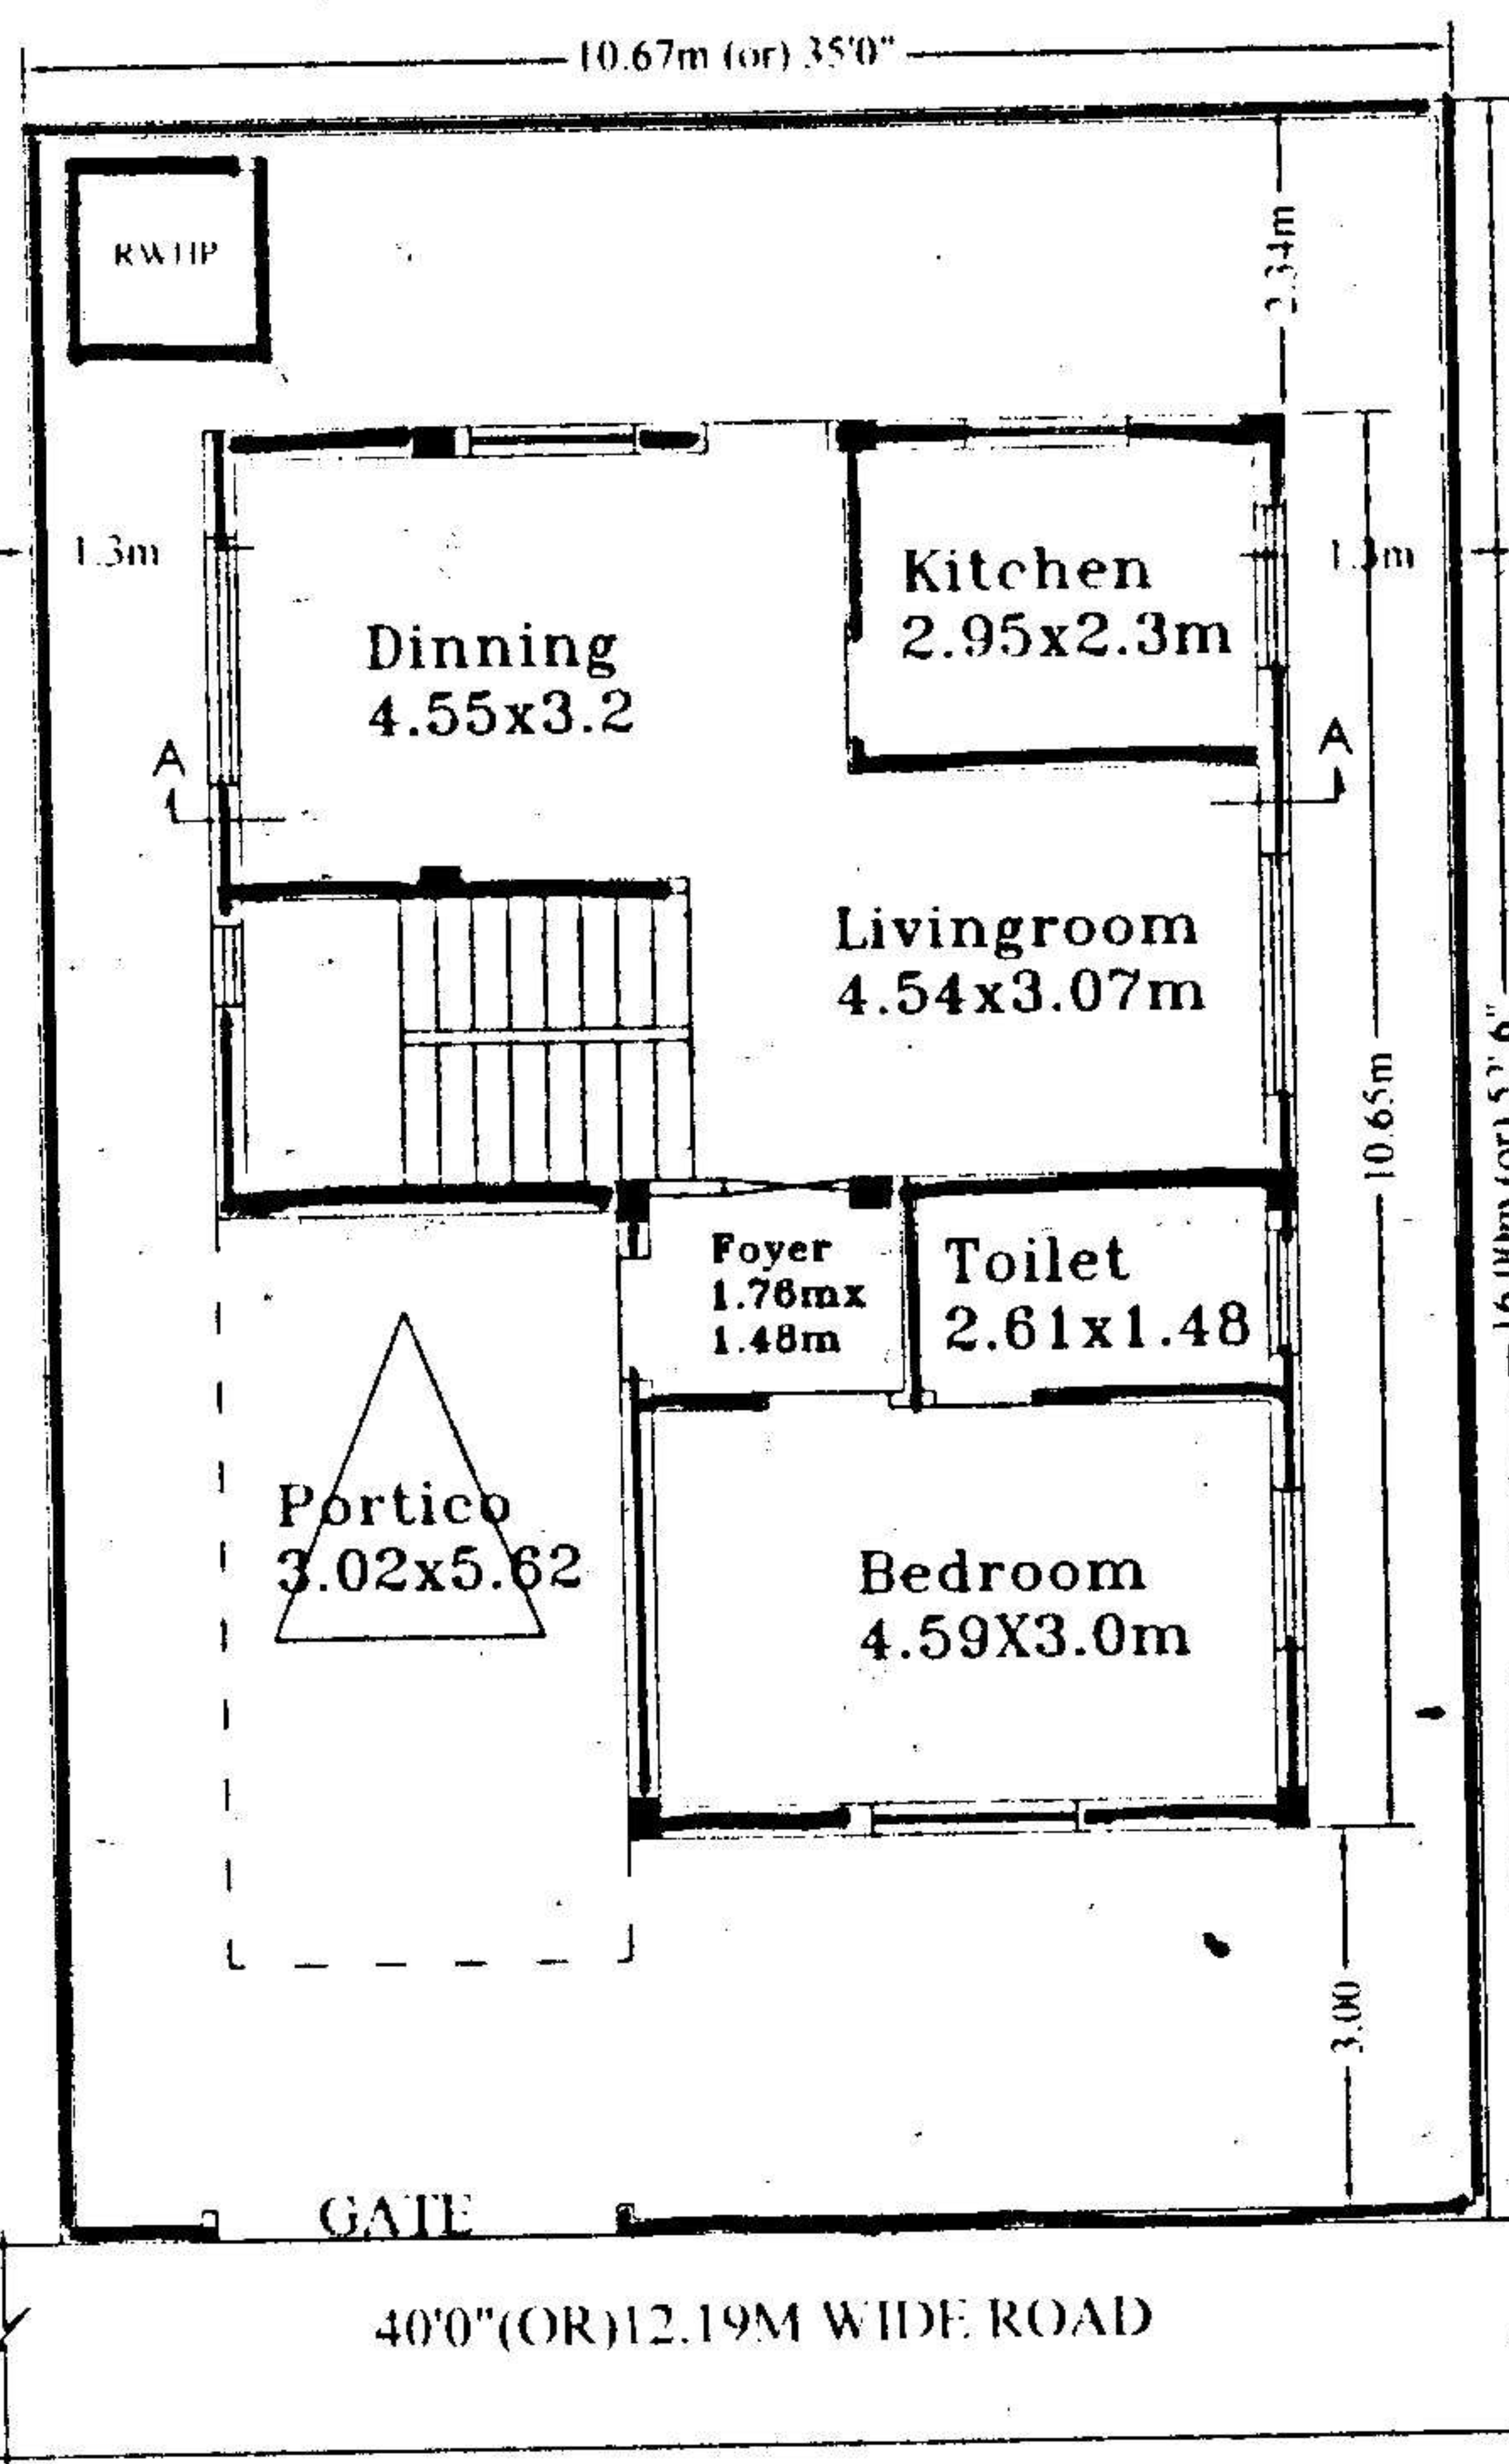 10.67m (or) 35'0"
RWHP
2.34m
1.3m
Kitchen
2.95x2.3m
1.3m
Dinning
4.55x3.2
A
A
Livingroom
4.54x3.07m
10.65m
Foyer
1.76mx
1.48m
Toilet
2.61x1.48
Portico
3.02x5.62
Bedroom
4.59X3.0m
3.00
GATE
40'0"(OR)12.19M WIDE ROAD